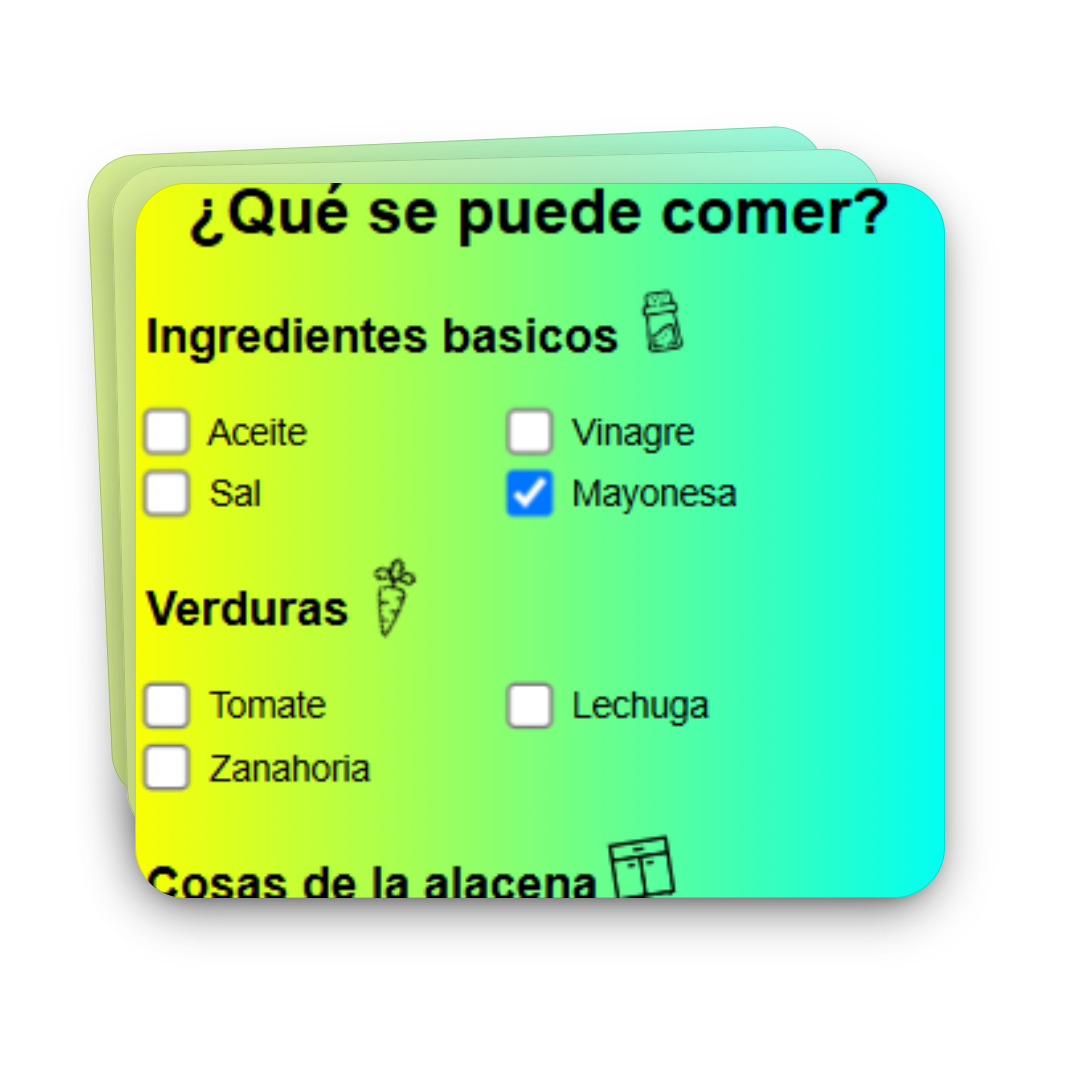 ¿Qué se puede comer?
Ingredientes basicos
Aceite Vinagre
Sal Mayonesa
Verduras
Tomate Lechuga
Zanahoria
Cosas de la alacena